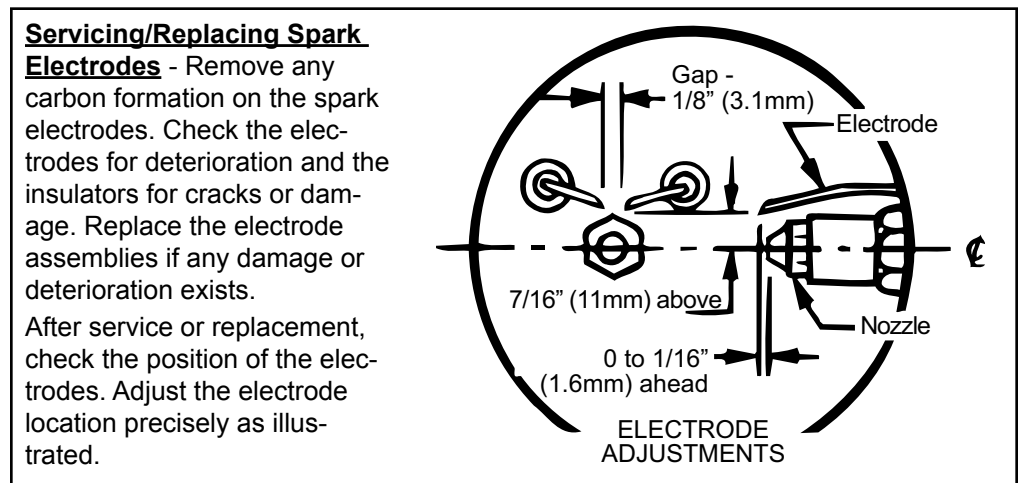 Servicing/Replacing Spark
Electrodes - Remove any
carbon formation on the spark
electrodes. Check the elec-
trodes for deterioration and the
insulators for cracks or dam-
age. Replace the electrode
assemblies if any damage or
deterioration exists.
After service or replacement,
check the position of the elec-
trodes. Adjust the electrode
location precisely as illus-
trated.
Gap -
1/8” (3.1mm)
Electrode
℄
7/16” (11mm) above
Nozzle
0 to 1/16”
(1.6mm) ahead
ELECTRODE
ADJUSTMENTS